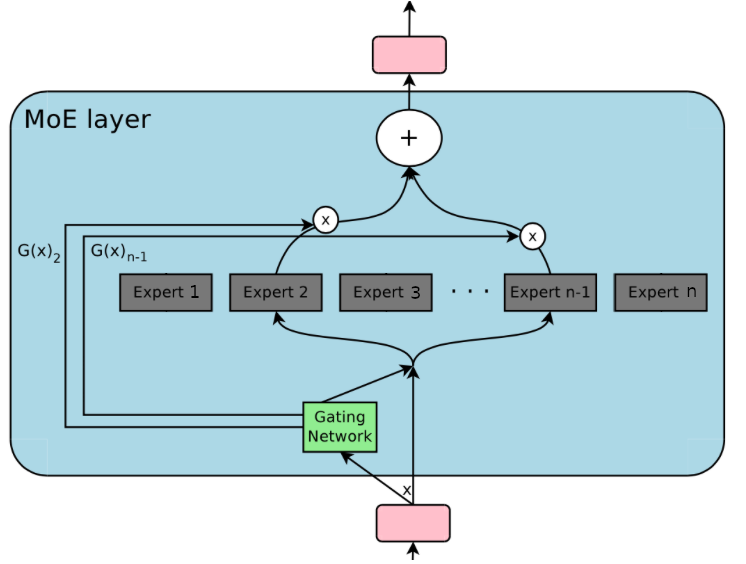 MoE layer
+
x
x
G(x)2
G(x)n-1
Expert 1
Expert 2
Expert 3
. . .
Expert n-1
Expert n
Gating
Network
x